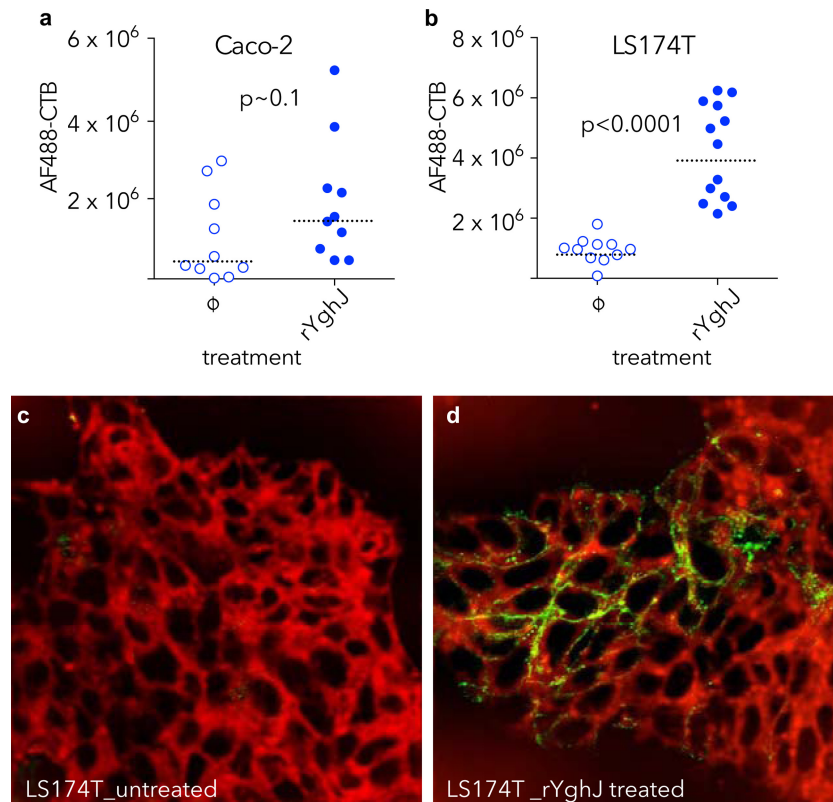 a
Caco-2
6 x 10⁶
4 x 10⁶
2 x 10⁶
AF488-CTB
p~0.1
ϕ
rYghJ
treatment
b
LS174T
8 x 10⁶
6 x 10⁶
4 x 10⁶
2 x 10⁶
AF488-CTB
p<0.0001
ϕ
rYghJ
treatment
c
LS174T_untreated
d
LS174T _rYghJ treated